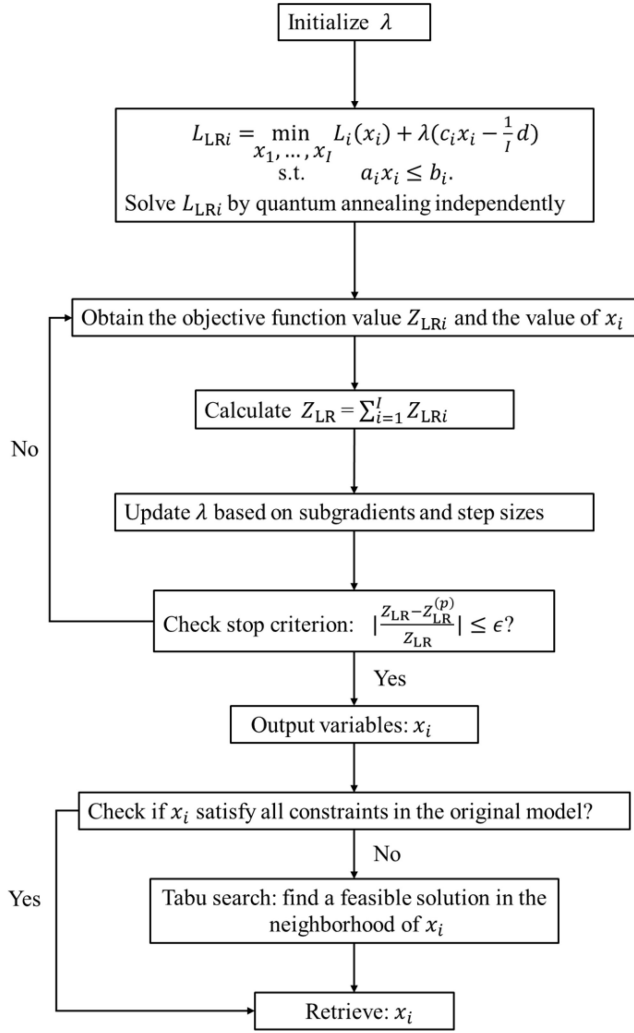 Initialize λ
L_LRi = min L_i(x_i) + λ(c_i x_i − 1/I d)
x_1, … , x_I
s.t. a_i x_i ≤ b_i.
Solve L_LRi by quantum annealing independently
Obtain the objective function value Z_LRi and the value of x_i
Calculate Z_LR = ∑_{i=1}^{I} Z_LRi
No
Update λ based on subgradients and step sizes
Check stop criterion: |(Z_LR − Z_LR^(p))/Z_LR| ≤ ϵ?
Yes
Output variables: x_i
Check if x_i satisfy all constraints in the original model?
No
Yes
Tabu search: find a feasible solution in the
neighborhood of x_i
Retrieve: x_i